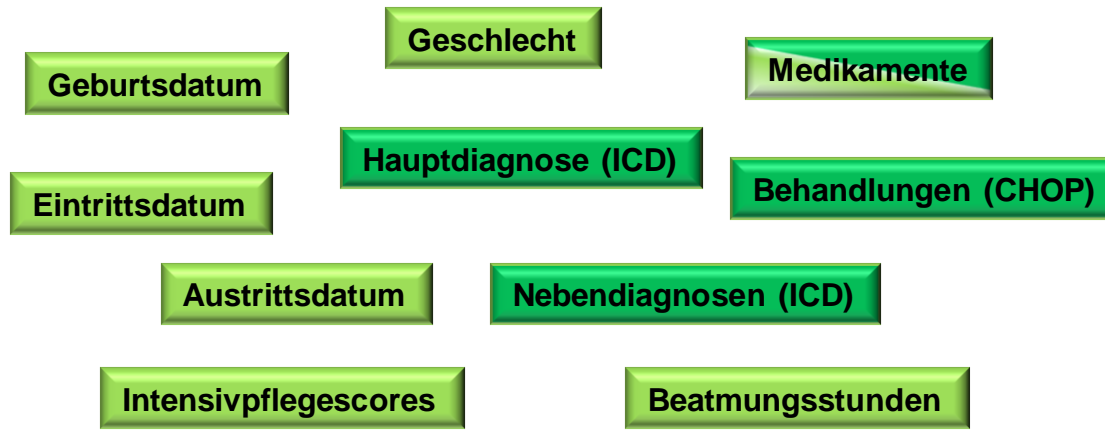 Geschlecht
Geburtsdatum
Medikamente
Hauptdiagnose (ICD)
Eintrittsdatum
Behandlungen (CHOP)
Austrittsdatum
Nebendiagnosen (ICD)
Intensivpflegescores
Beatmungsstunden